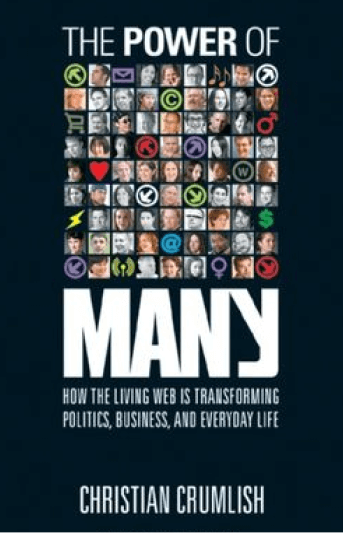 THE POWER OF
MANY
HOW THE LIVING WEB IS TRANSFORMING
POLITICS, BUSINESS, AND EVERYDAY LIFE
CHRISTIAN CRUMLISH